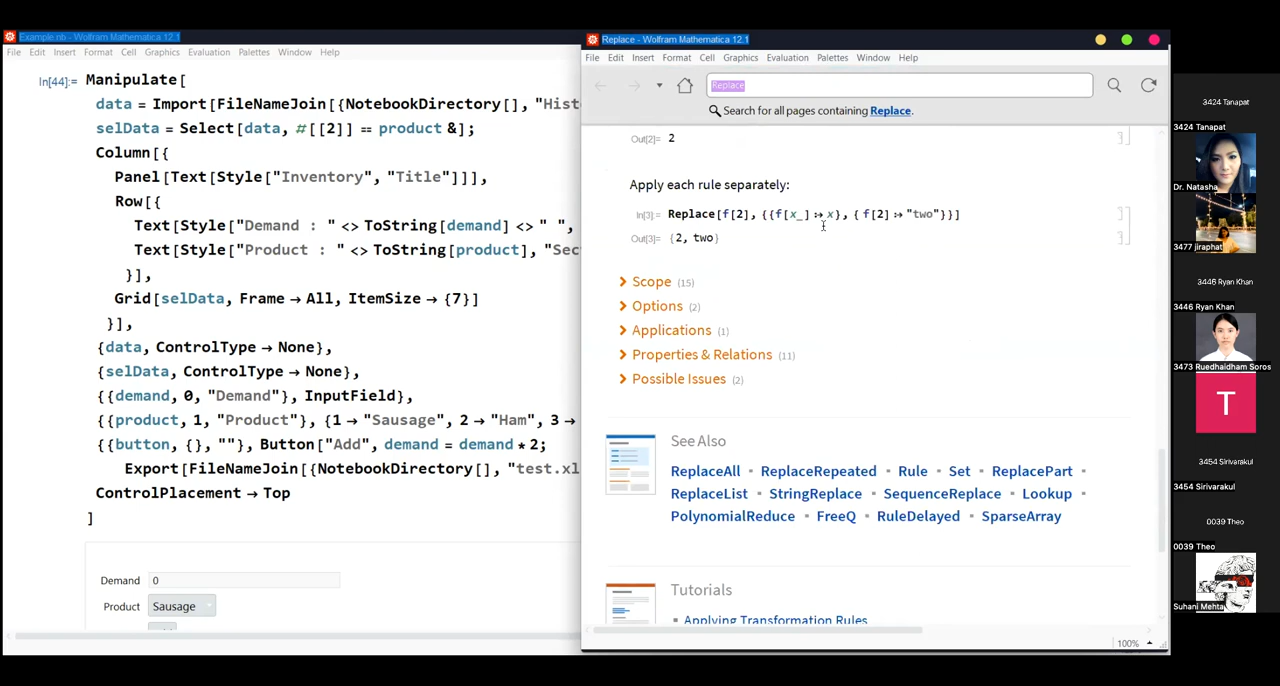 Example.nb - Wolfram Mathematica 12.1
File Edit Insert Format Cell Graphics Evaluation Palettes Window Help
In[44]:= Manipulate[
data = Import[FileNameJoin[{NotebookDirectory[], "Hist
selData = Select[data, #[[2]] == product &];
Column[{
Panel[Text[Style["Inventory", "Title"]]],
Row[{
Text[Style["Demand : " <> ToString[demand] <> " ",
Text[Style["Product : " <> ToString[product], "Sec
}],
Grid[selData, Frame → All, ItemSize → {7}]
}],
{data, ControlType → None},
{selData, ControlType → None},
{{demand, 0, "Demand"}, InputField},
{{product, 1, "Product"}, {1 → "Sausage", 2 → "Ham", 3 →
{{button, {}, ""}, Button["Add", demand = demand * 2;
Export[FileNameJoin[{NotebookDirectory[], "test.xl
ControlPlacement → Top
]
Demand 0
Product Sausage
Replace - Wolfram Mathematica 12.1
File Edit Insert Format Cell Graphics Evaluation Palettes Window Help
Replace
Search for all pages containing Replace.
Out[2]= 2
Apply each rule separately:
In[3]:= Replace[f[2], {{f[x_] :> x}, { f[2] :> "two"}}]
Out[3]= {2, two}
Scope (15)
Options (2)
Applications (1)
Properties & Relations (11)
Possible Issues (2)
See Also
ReplaceAll ▪ ReplaceRepeated ▪ Rule ▪ Set ▪ ReplacePart ▪
ReplaceList ▪ StringReplace ▪ SequenceReplace ▪ Lookup ▪
PolynomialReduce ▪ FreeQ ▪ RuleDelayed ▪ SparseArray
Tutorials
▪ Applying Transformation Rules
100%
3424 Tanapat
3424 Tanapat
Dr. Natasha
3477 jiraphat
3446 Ryan Khan
3446 Ryan Khan
3473 Ruedhaidham Soros
T
3454 Sirivarakul
3454 Sirivarakul
0039 Theo
0039 Theo
Suhani Mehta